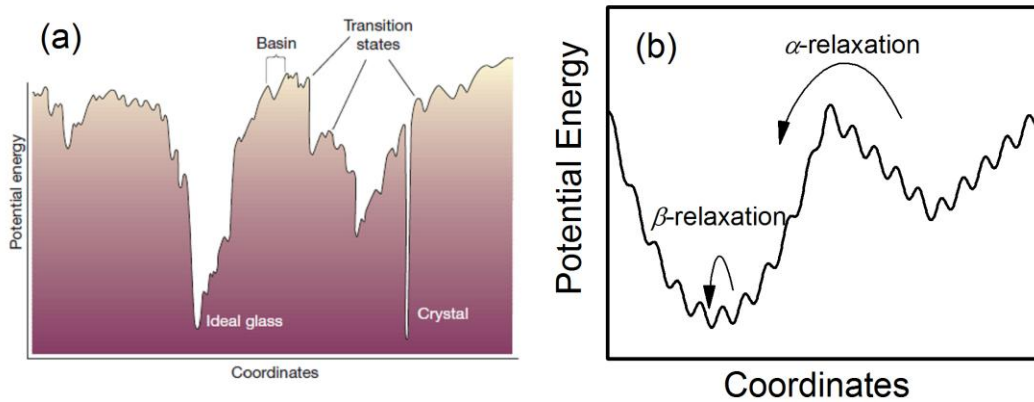 (a)
Transition
states
Basin
Potential energy
Ideal glass
Crystal
Coordinates
(b)
α-relaxation
β-relaxation
Potential Energy
Coordinates